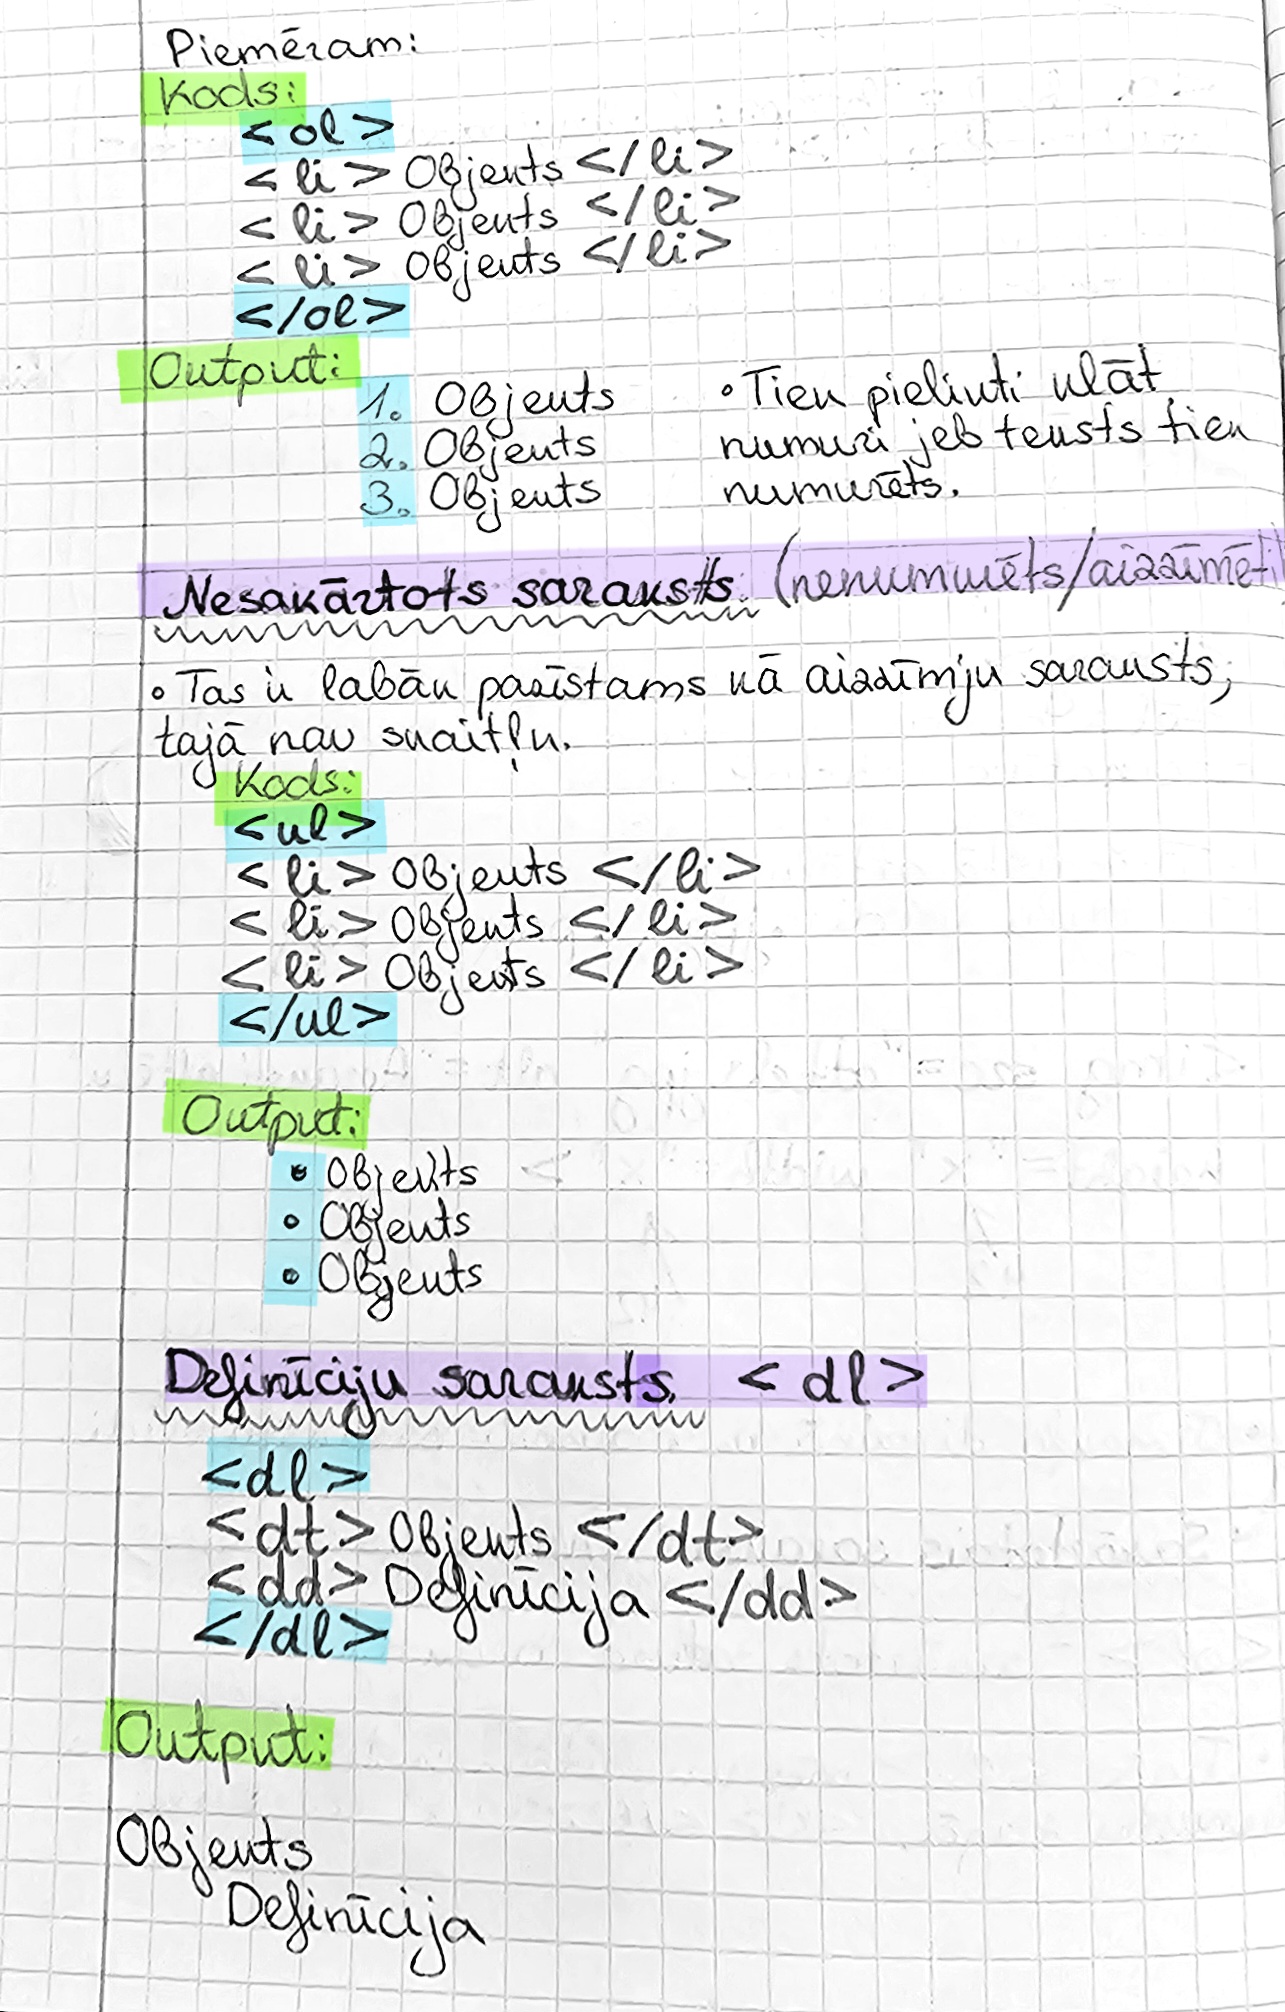 Piemēram:
Kods:
<ol>
<li> Objekts </li>
<li> Objekts </li>
<li> Objekts </li>
</ol>
Output:
1. Objekts
2. Objekts
3. Objekts
• Tiek pielikti klāt
numuri jeb teksts tiek
numurēts.
Nesakārtots saraksts. (nenumurēts/aizzīmēti
• Tas ir labāk pazīstams kā aizzīmju saraksts,
tajā nav skaitļu.
Kods:
<ul>
<li> Objekts </li>
<li> Objekts </li>
<li> Objekts </li>
</ul>
Output:
• Objekts
• Objekts
• Objekts
Definīciju saraksts. <dl>
<dl>
<dt> Objekts </dt>
<dd> Definīcija </dd>
</dl>
Output:
Objekts
Definīcija